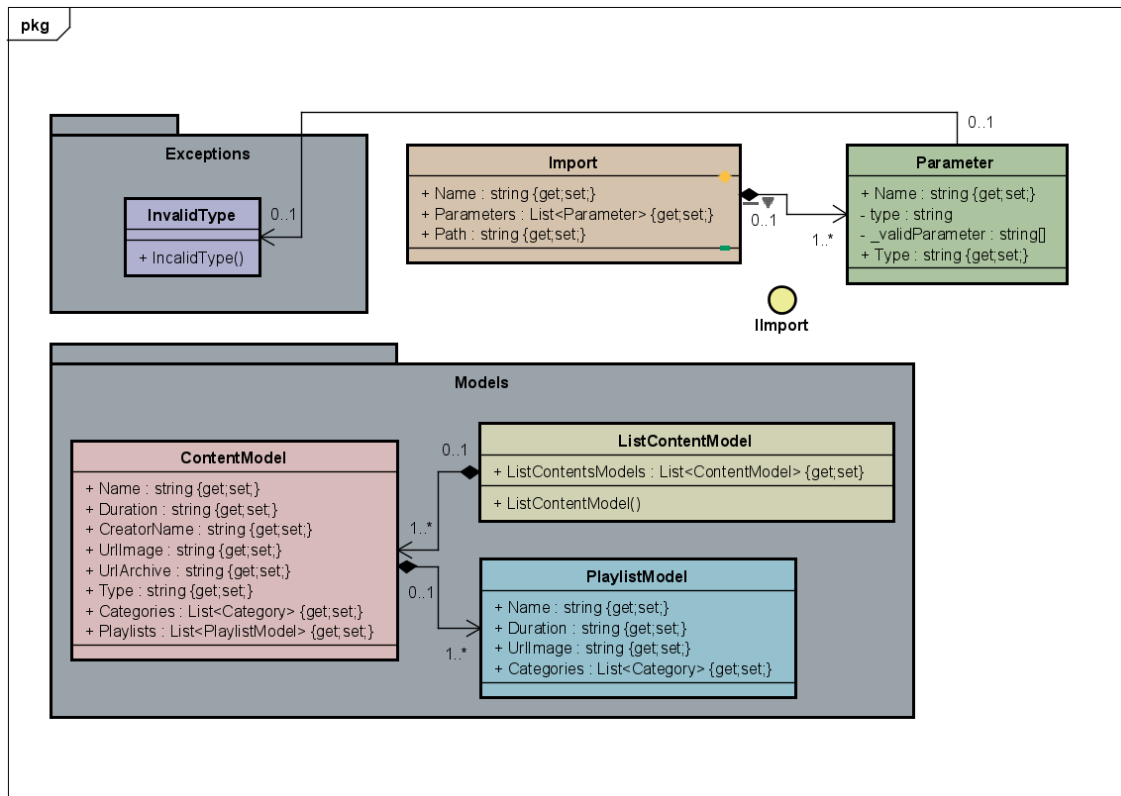 pkg
Exceptions
InvalidType
+ IncalidType()
0..1
Import
+ Name : string {get;set;}
+ Parameters : List<Parameter> {get;set;}
+ Path : string {get;set;}
0..1
1..*
0..1
Parameter
+ Name : string {get;set;}
- type : string
- _validParameter : string[]
+ Type : string {get;set;}
IImport
Models
ContentModel
+ Name : string {get;set;}
+ Duration : string {get;set;}
+ CreatorName : string {get;set;}
+ UrlImage : string {get;set;}
+ UrlArchive : string {get;set;}
+ Type : string {get;set;}
+ Categories : List<Category> {get;set;}
+ Playlists : List<PlaylistModel> {get;set;}
0..1
1..*
ListContentModel
+ ListContentsModels : List<ContentModel> {get;set}
+ ListContentModel()
0..1
1..*
PlaylistModel
+ Name : string {get;set;}
+ Duration : string {get;set;}
+ UrlImage : string {get;set;}
+ Categories : List<Category> {get;set;}